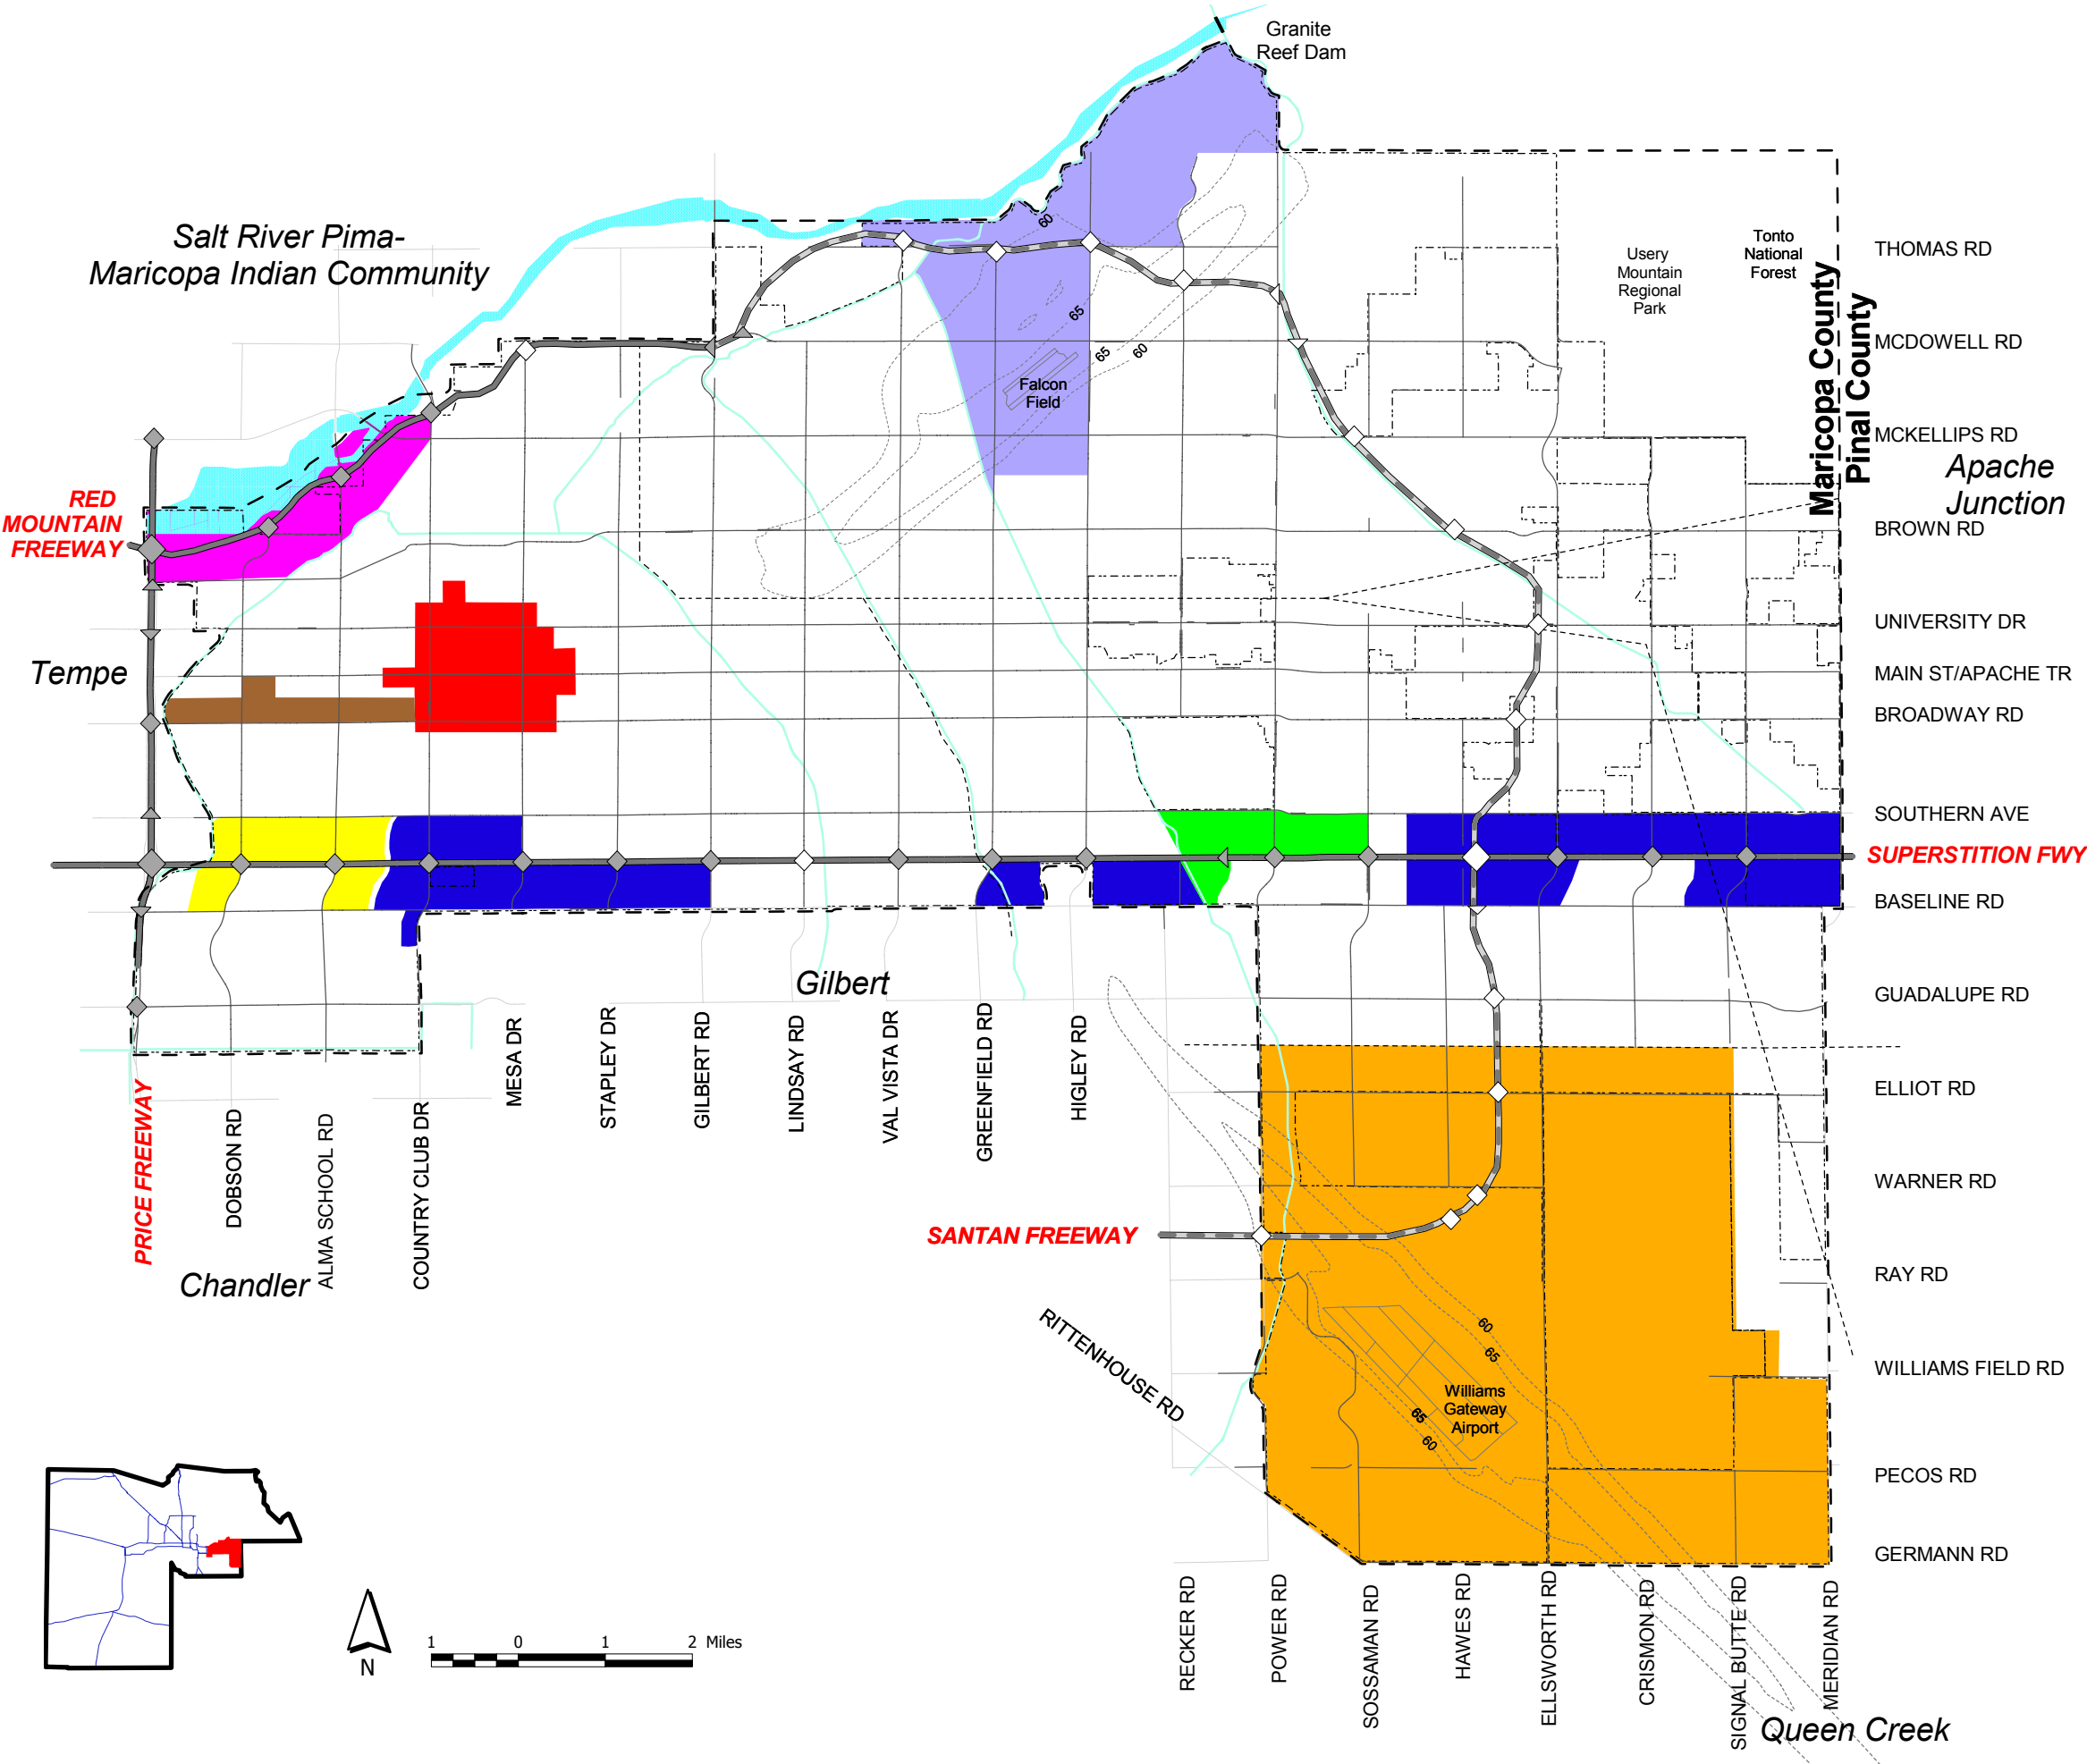 Granite
Reef Dam
Salt River Pima-
Maricopa Indian Community
Usery
Mountain
Regional
Park
Tonto
National
Forest
Maricopa County
Pinal County
THOMAS RD
MCDOWELL RD
MCKELLIPS RD
Apache
Junction
BROWN RD
UNIVERSITY DR
MAIN ST/APACHE TR
BROADWAY RD
SOUTHERN AVE
SUPERSTITION FWY
BASELINE RD
GUADALUPE RD
ELLIOT RD
WARNER RD
RAY RD
WILLIAMS FIELD RD
PECOS RD
GERMANN RD
60
65
65
60
Falcon
Field
RED
MOUNTAIN
FREEWAY
Tempe
Gilbert
PRICE FREEWAY
DOBSON RD
ALMA SCHOOL RD
COUNTRY CLUB DR
MESA DR
STAPLEY DR
GILBERT RD
LINDSAY RD
VAL VISTA DR
GREENFIELD RD
HIGLEY RD
Chandler
SANTAN FREEWAY
RITTENHOUSE RD
60
65
Williams
Gateway
Airport
65
60
RECKER RD
POWER RD
SOSSAMAN RD
HAWES RD
ELLSWORTH RD
CRISMON RD
SIGNAL BUTTE RD
MERIDIAN RD
Queen Creek
N
1 0 1 2 Miles